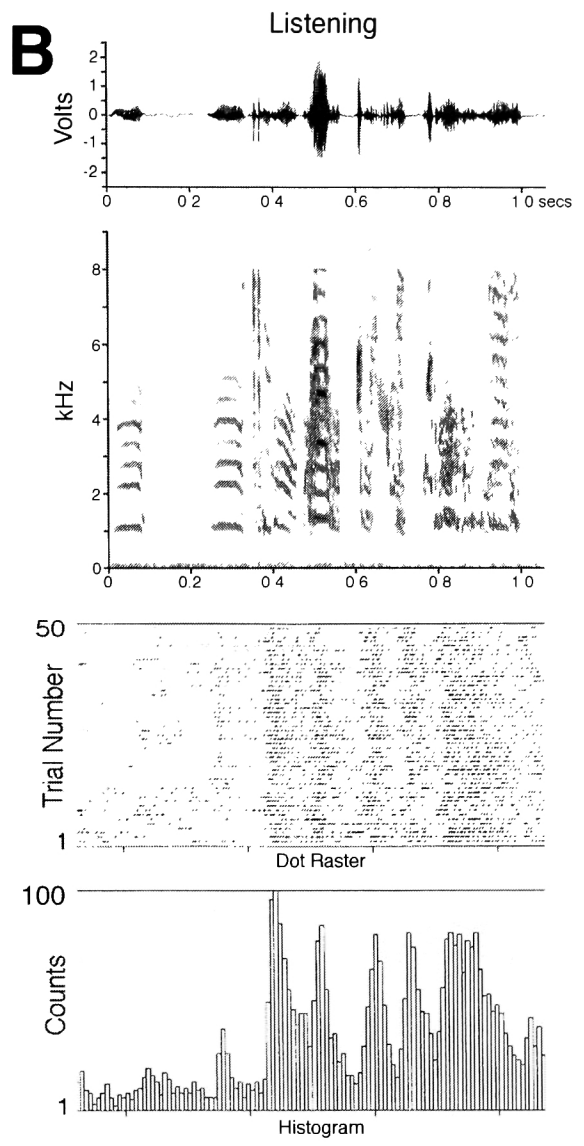 B
Listening
Volts
2
1
0
-1
-2
0 0 2 0 4 0 6 0 8 1 0 secs
kHz
8
6
4
2
0
0 0.2 0 4 0 6 0 8 1 0
Trial Number
50
1
Dot Raster
Counts
100
1
Histogram